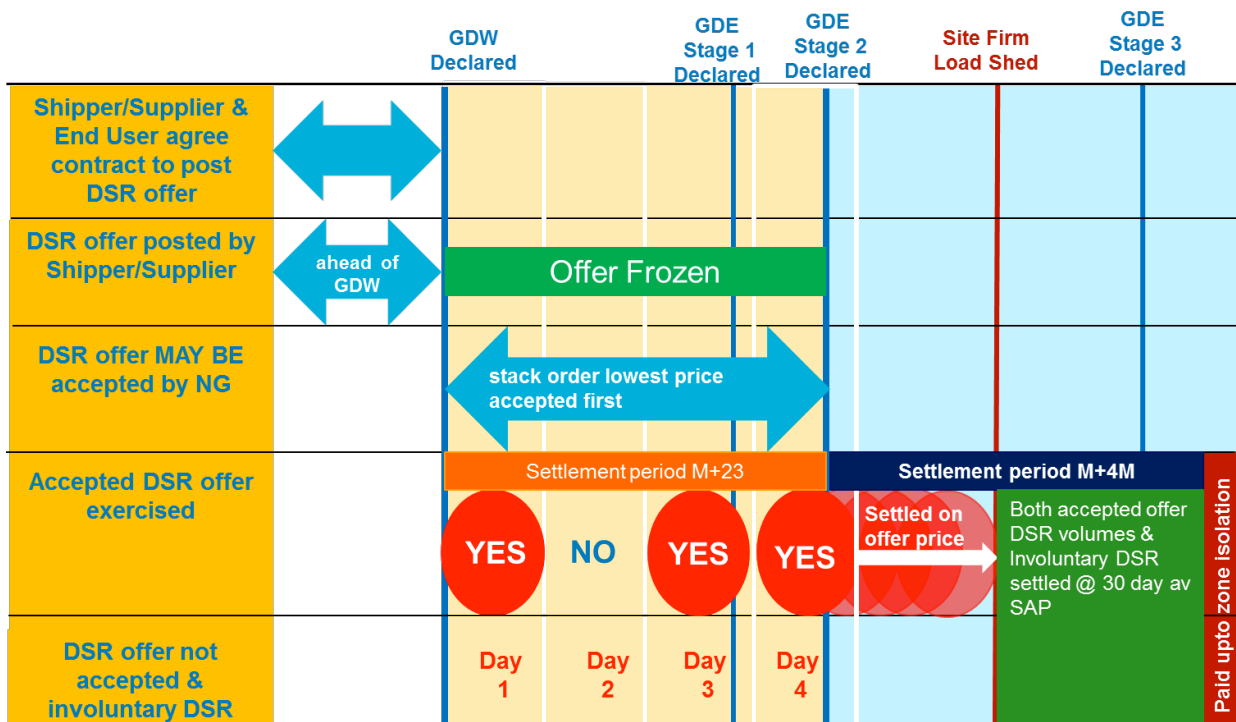 GDW
Declared
GDE
Stage 1
Declared
GDE
Stage 2
Declared
Site Firm
Load Shed
GDE
Stage 3
Declared
Shipper/Supplier &
End User agree
contract to post
DSR offer
DSR offer posted by
Shipper/Supplier
ahead of
GDW
Offer Frozen
DSR offer MAY BE
accepted by NG
stack order lowest price
accepted first
Accepted DSR offer
exercised
Settlement period M+23
Settlement period M+4M
YES
NO
YES
YES
Settled on
offer price
Both accepted offer
DSR volumes &
Involuntary DSR
settled @ 30 day av
SAP
Paid upto zone isolation
DSR offer not
accepted &
involuntary DSR
Day
1
Day
2
Day
3
Day
4